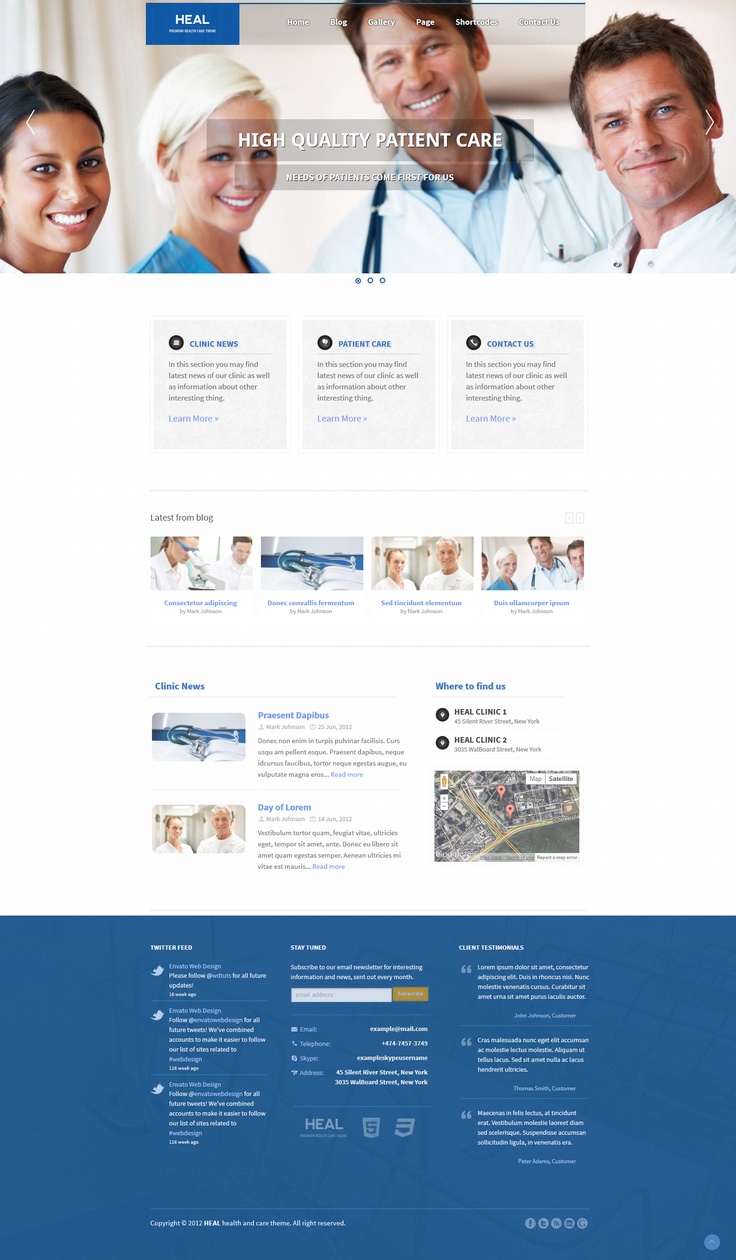 HEAL
PREMIUM HEALTH CARE THEME
Home Blog Gallery Page Shortcodes Contact Us
HIGH QUALITY PATIENT CARE
NEEDS OF PATIENTS COME FIRST FOR US
CLINIC NEWS
In this section you may find
latest news of our clinic as well
as information about other
interesting thing.
Learn More »
PATIENT CARE
In this section you may find
latest news of our clinic as well
as information about other
interesting thing.
Learn More »
CONTACT US
In this section you may find
latest news of our clinic as well
as information about other
interesting thing.
Learn More »
Latest from blog
Consectetur adipiscing
by Mark Johnson
Donec convallis fermentum
by Mark Johnson
Sed tincidunt elementum
by Mark Johnson
Duis ullamcorper ipsum
by Mark Johnson
Clinic News
Praesent Dapibus
Mark Johnson 25 Jun, 2012
Donec non enim in turpis pulvinar facilisis. Curs
usqu am pellent esque. Praesent dapibus, neque
idcursus faucibus, tortor neque egestas augue, eu
vulputate magna eros... Read more
Day of Lorem
Mark Johnson 14 Jun, 2012
Vestibulum tortor quam, feugiat vitae, ultricies
eget, tempor sit amet, ante. Donec eu libero sit
amet quam egestas semper. Aenean ultricies mi
vitae est mauris... Read more
Where to find us
HEAL CLINIC 1
45 Silent River Street, New York
HEAL CLINIC 2
3035 WalBoard Street, New York
Map Satellite
Report a map error
TWITTER FEED
Envato Web Design
Please follow @wdtuts for all future
updates!
16 week ago
Envato Web Design
Follow @envatowebdesign for all
future tweets! We've combined
accounts to make it easier to follow
our list of sites related to
#webdesign
116 week ago
Envato Web Design
Follow @envatowebdesign for all
future tweets! We've combined
accounts to make it easier to follow
our list of sites related to
#webdesign
116 week ago
STAY TUNED
Subscribe to our email newsletter for interesting
information and news, sent out every month.
email address Subscribe
Email: example@mail.com
Telephone: +474-7457-3749
Skype: exampleskypeusername
Address: 45 Silent River Street, New York
3035 WalBoard Street, New York
HEAL
PREMIUM HEALTH CARE THEME
CLIENT TESTIMONIALS
Lorem ipsum dolor sit amet, consectetur
adipiscing elit. Duis in rhoncus nisi. Nunc
ac molestie novamets cursus. Curabitur sit
amet urna sit amet purus iaculis auctor.
John Johnson, Customer
Cras malesuada nunc eget elit accumsan
ac molestie lectus molestie. Aliquam ut
tellus lacus. Sed sit amet nulla ac lacus
hendrerit ultricies.
Thomas Smith, Customer
Maecenas in felis lectus, at tincidunt
erat. Vestibulum molestie laoreet diam
sed scelerisque. Suspendisse accumsan
sollicitudin ligula, in venenatis era.
Peter Adams, Customer
Copyright © 2012 HEAL health and care theme. All right reserved.